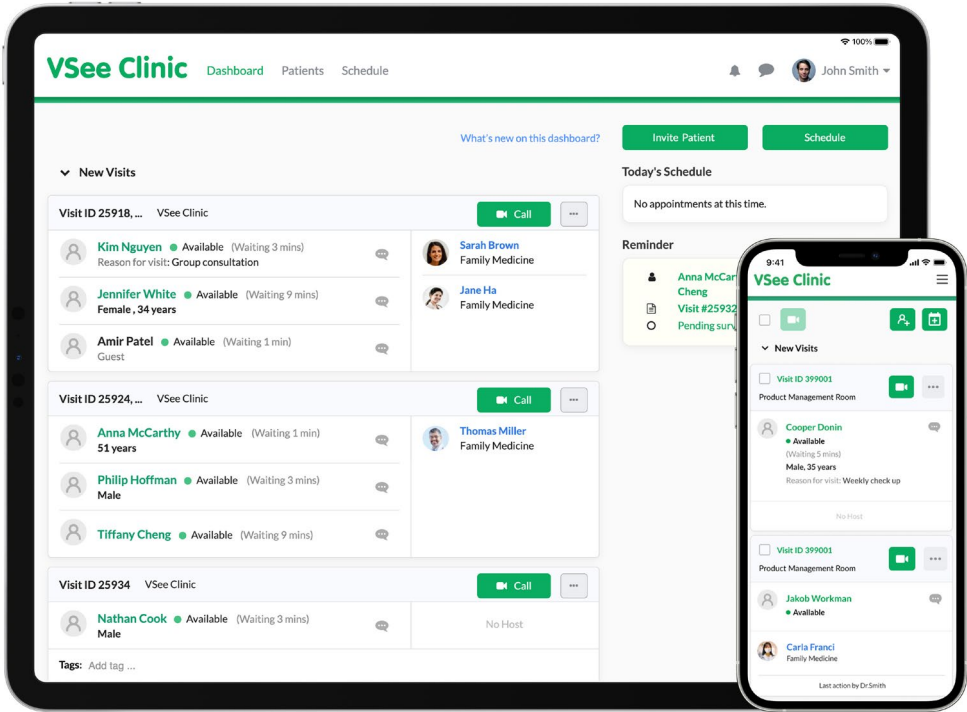 100%
VSee Clinic Dashboard Patients Schedule John Smith
What's new on this dashboard? Invite Patient Schedule
New Visits
Visit ID 25918, ... VSee Clinic Call
Kim Nguyen Available (Waiting 3 mins)
Reason for visit: Group consultation
Jennifer White Available (Waiting 9 mins)
Female , 34 years
Amir Patel Available (Waiting 1 min)
Guest
Sarah Brown
Family Medicine
Jane Ha
Family Medicine
Visit ID 25924, ... VSee Clinic Call
Anna McCarthy Available (Waiting 1 min)
51 years
Philip Hoffman Available (Waiting 3 mins)
Male
Tiffany Cheng Available (Waiting 9 mins)
Thomas Miller
Family Medicine
Visit ID 25934 VSee Clinic Call
Nathan Cook Available (Waiting 3 mins)
Male
No Host
Tags: Add tag ...
Today's Schedule
No appointments at this time.
Reminder
Anna McCar
Cheng
Visit #25932
Pending surv
9:41
VSee Clinic
New Visits
Visit ID 399001
Product Management Room
Cooper Donin
Available
(Waiting 5 mins)
Male, 35 years
Reason for visit: Weekly check up
No Host
Visit ID 399001
Product Management Room
Jakob Workman
Available
Carla Franci
Family Medicine
Last action by Dr.Smith